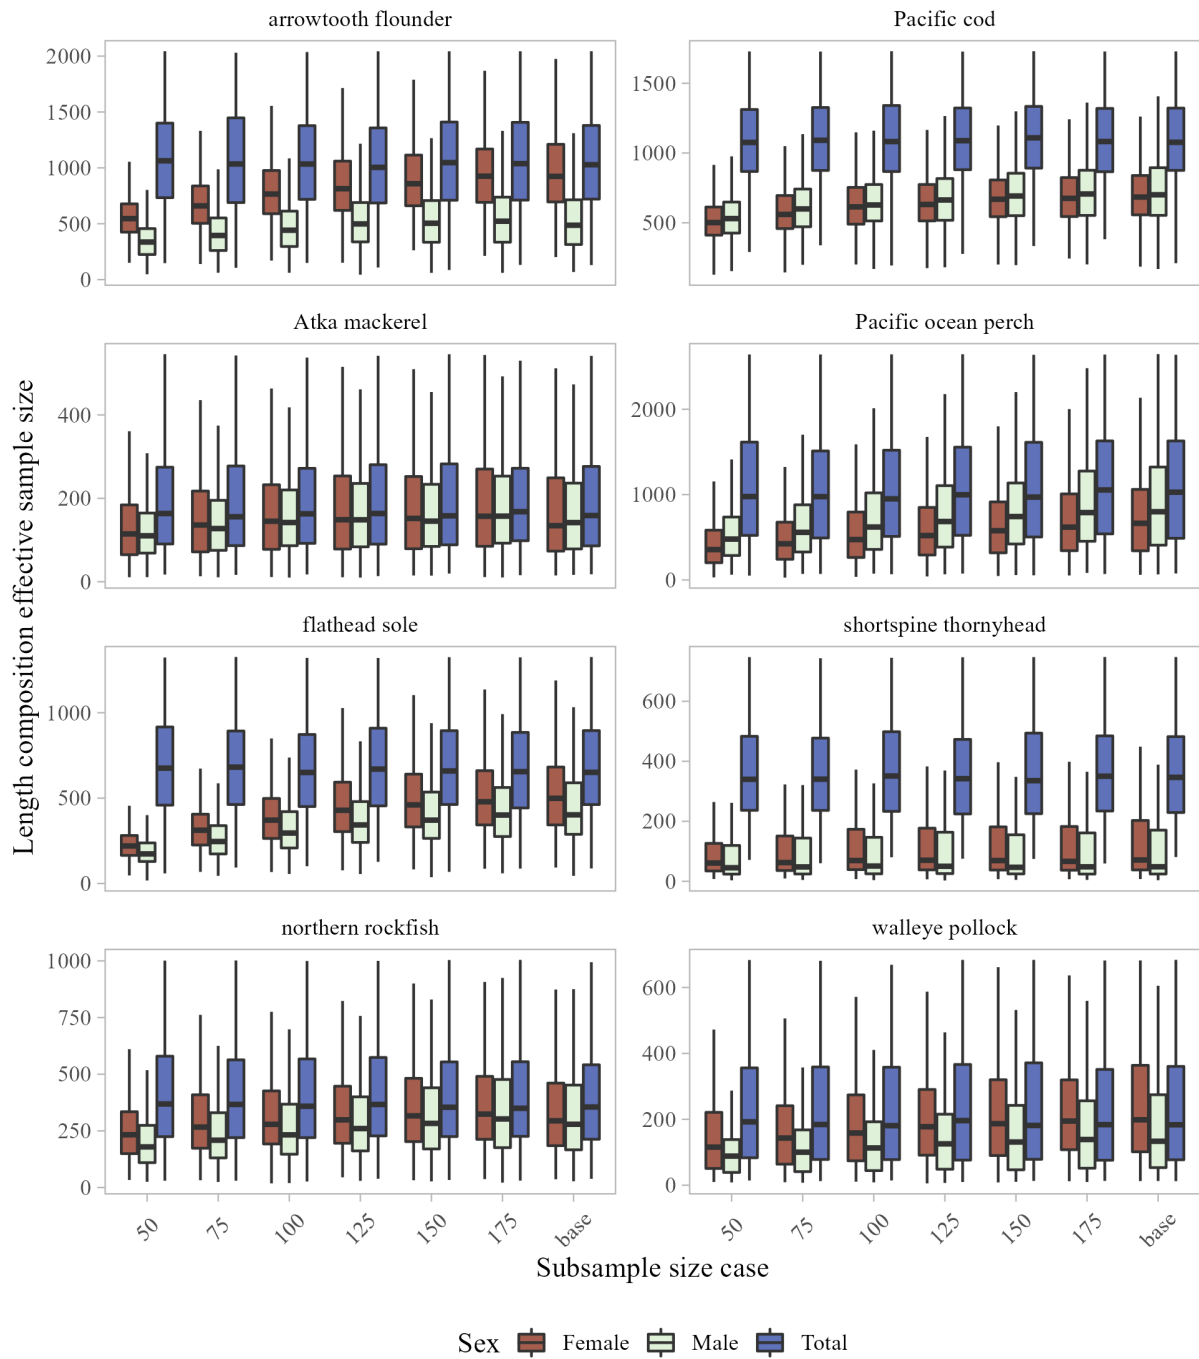 arrowtooth flounder
Pacific cod
2000
1500
1000
500
0
1500
1000
500
Atka mackerel
Pacific ocean perch
400
200
0
2000
1000
0
Length composition effective sample size
flathead sole
shortspine thornyhead
1000
500
0
600
400
200
0
northern rockfish
walleye pollock
1000
750
500
250
0
600
400
200
0
50 75 100 125 150 175 base
50 75 100 125 150 175 base
Subsample size case
Sex Female Male Total